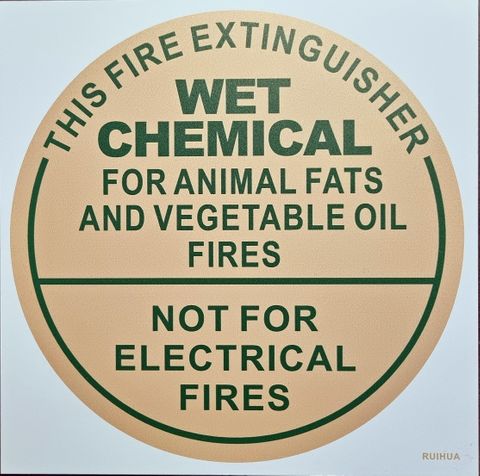 THIS FIRE EXTINGUISHER
WET
CHEMICAL
FOR ANIMAL FATS
AND VEGETABLE OIL
FIRES
NOT FOR
ELECTRICAL
FIRES
RUIHUA